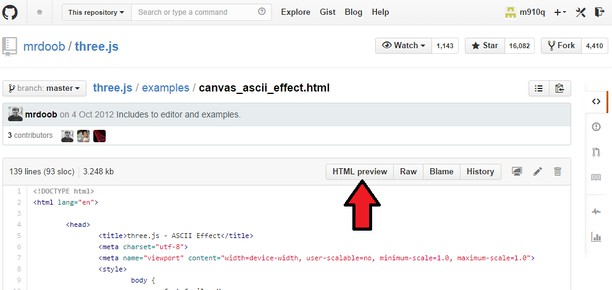 This repository Search or type a command Explore Gist Blog Help m910q
mrdoob / three.js Watch 1,143 Star 16,082 Fork 4,410
branch: master three.js / examples / canvas_ascii_effect.html
mrdoob on 4 Oct 2012 Includes to editor and examples.
3 contributors
139 lines (93 sloc) 3.248 kb HTML preview Raw Blame History
1 <!DOCTYPE html>
2 <html lang="en">
3
4 <head>
5 <title>three.js - ASCII Effect</title>
6 <meta charset="utf-8">
7 <meta name="viewport" content="width=device-width, user-scalable=no, minimum-scale=1.0, maximum-scale=1.0">
8 <style>
9 body {